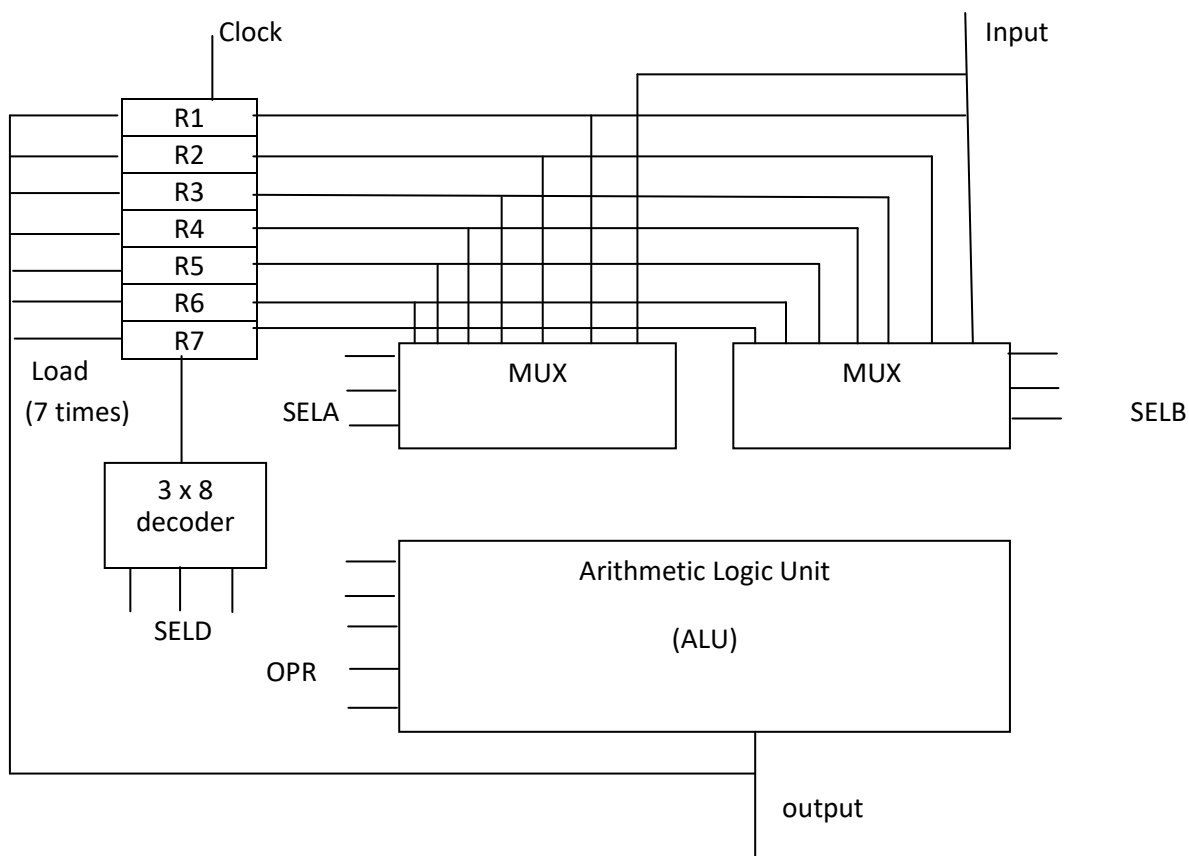 Clock
Input
R1
R2
R3
R4
R5
R6
R7
Load
(7 times)
MUX
MUX
SELA
SELB
3 x 8
decoder
SELD
Arithmetic Logic Unit
(ALU)
OPR
output